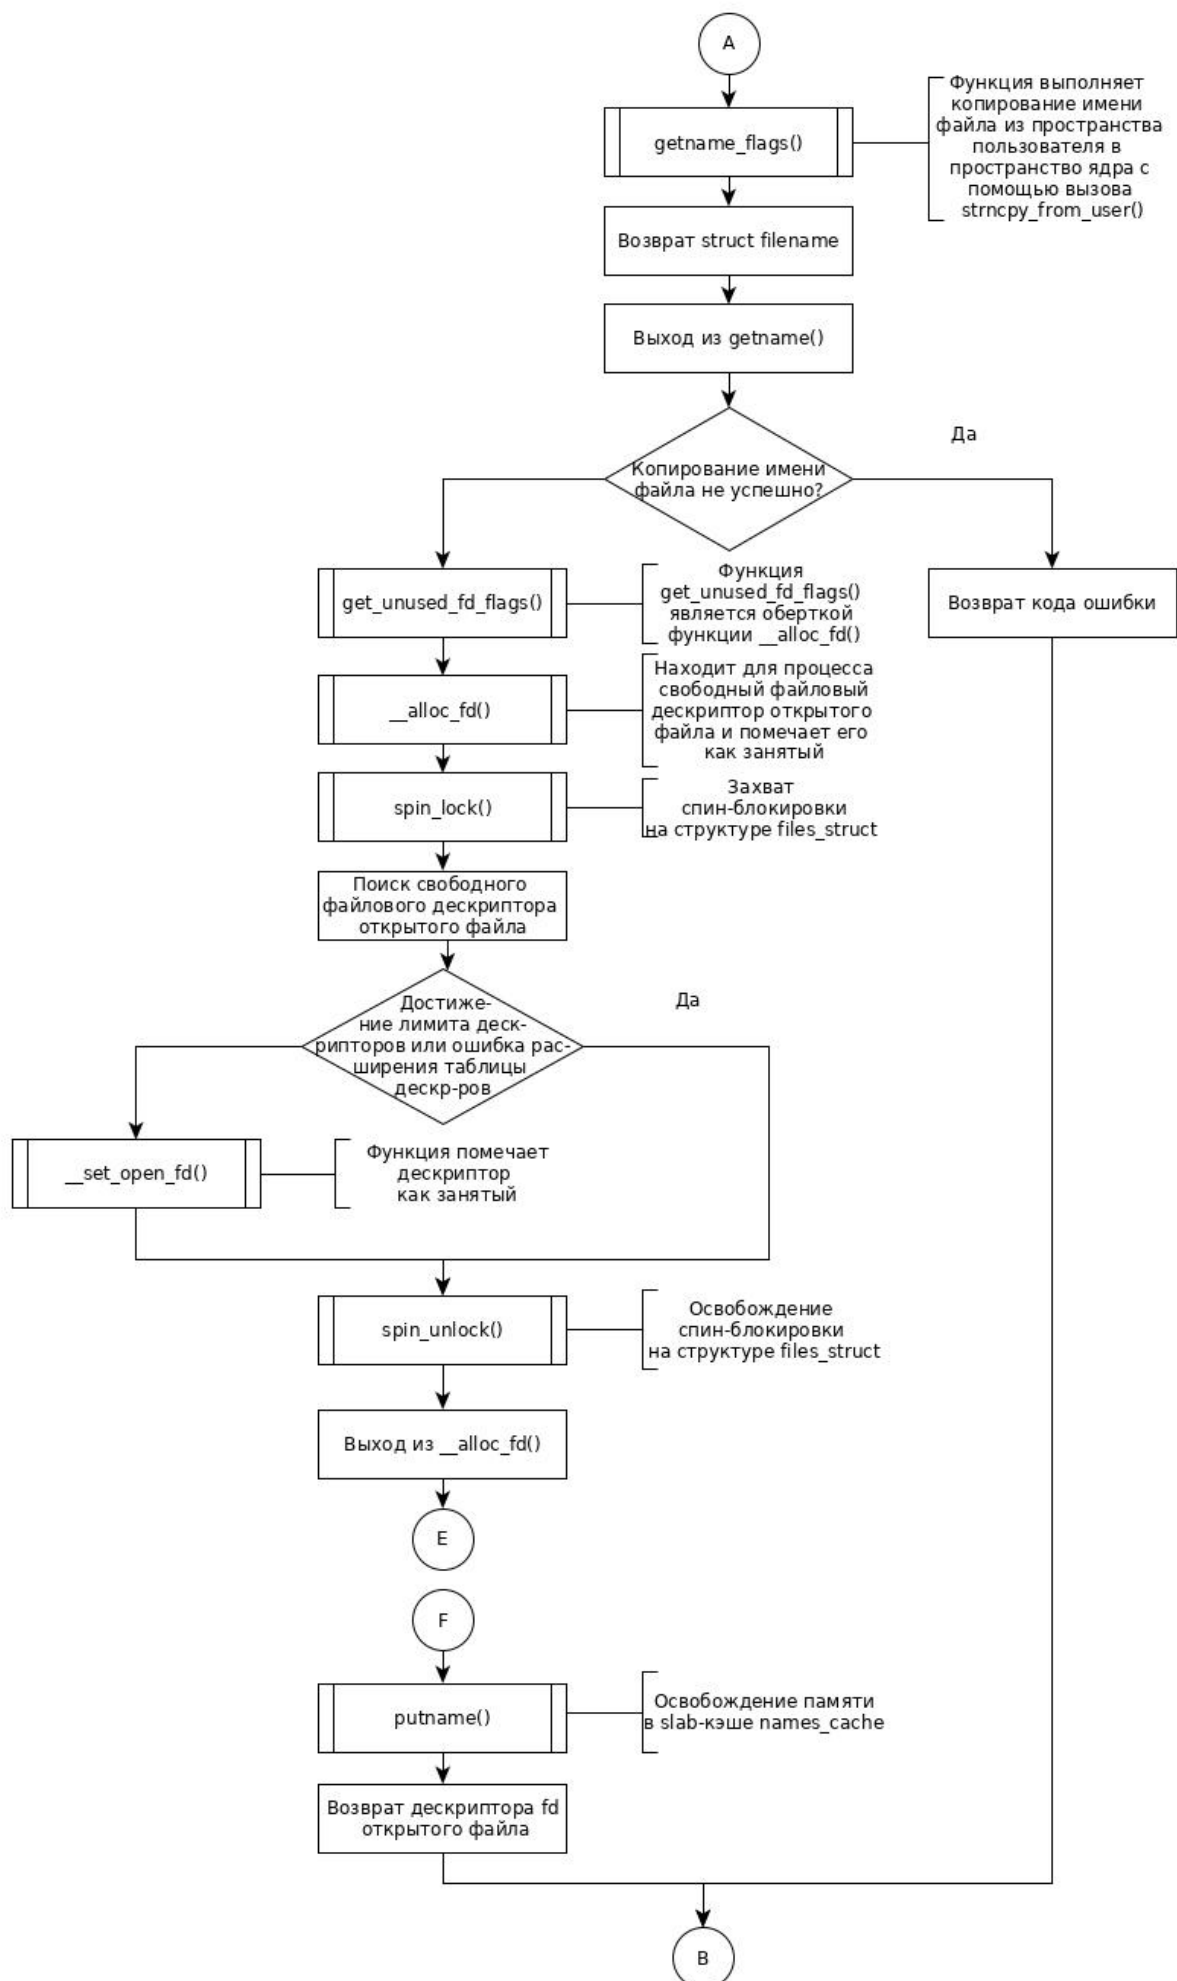 A
getname_flags()
Функция выполняет
копирование имени
файла из пространства
пользователя в
пространство ядра с
помощью вызова
strncpy_from_user()
Возврат struct filename
Выход из getname()
Да
Копирование имени
файла не успешно?
get_unused_fd_flags()
Функция
get_unused_fd_flags()
является оберткой
функции __alloc_fd()
Возврат кода ошибки
__alloc_fd()
Находит для процесса
свободный файловый
дескриптор открытого
файла и помечает его
как занятый
spin_lock()
Захват
спин-блокировки
на структуре files_struct
Поиск свободного
файлового дескриптора
открытого файла
Да
Достиже-
ние лимита деск-
рипторов или ошибка рас-
ширения таблицы
дескр-ров
__set_open_fd()
Функция помечает
дескриптор
как занятый
spin_unlock()
Освобождение
спин-блокировки
на структуре files_struct
Выход из __alloc_fd()
E
F
putname()
Освобождение памяти
в slab-кэше names_cache
Возврат дескриптора fd
открытого файла
B